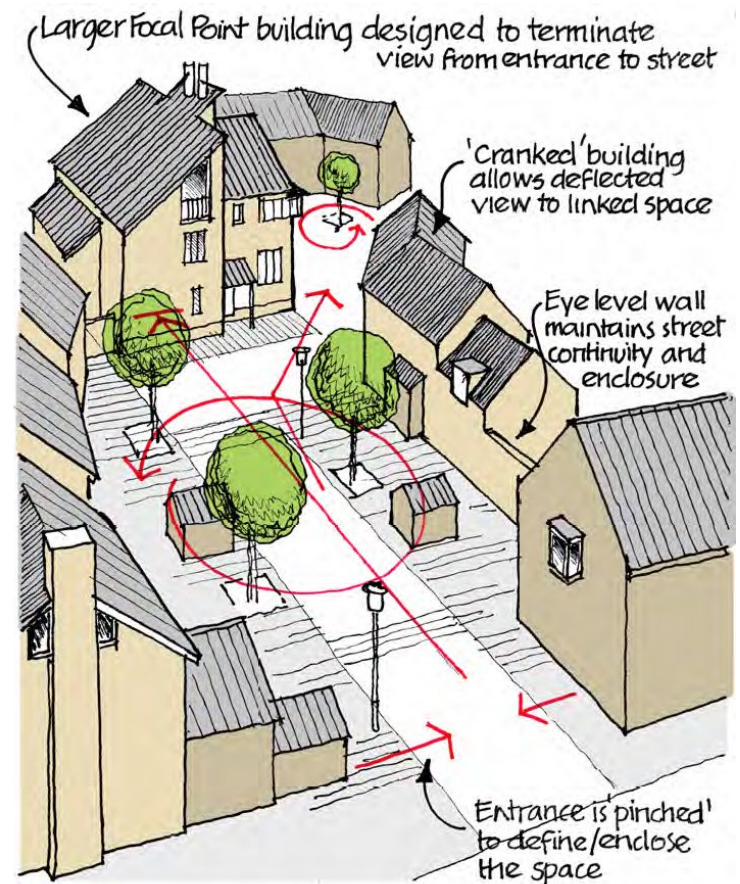 Larger Focal Point building designed to terminate
view from entrance to street
'Cranked' building
allows deflected
view to linked space
Eye level wall
maintains street
continuity and
enclosure
Entrance is 'pinched'
to define/enclose
the space